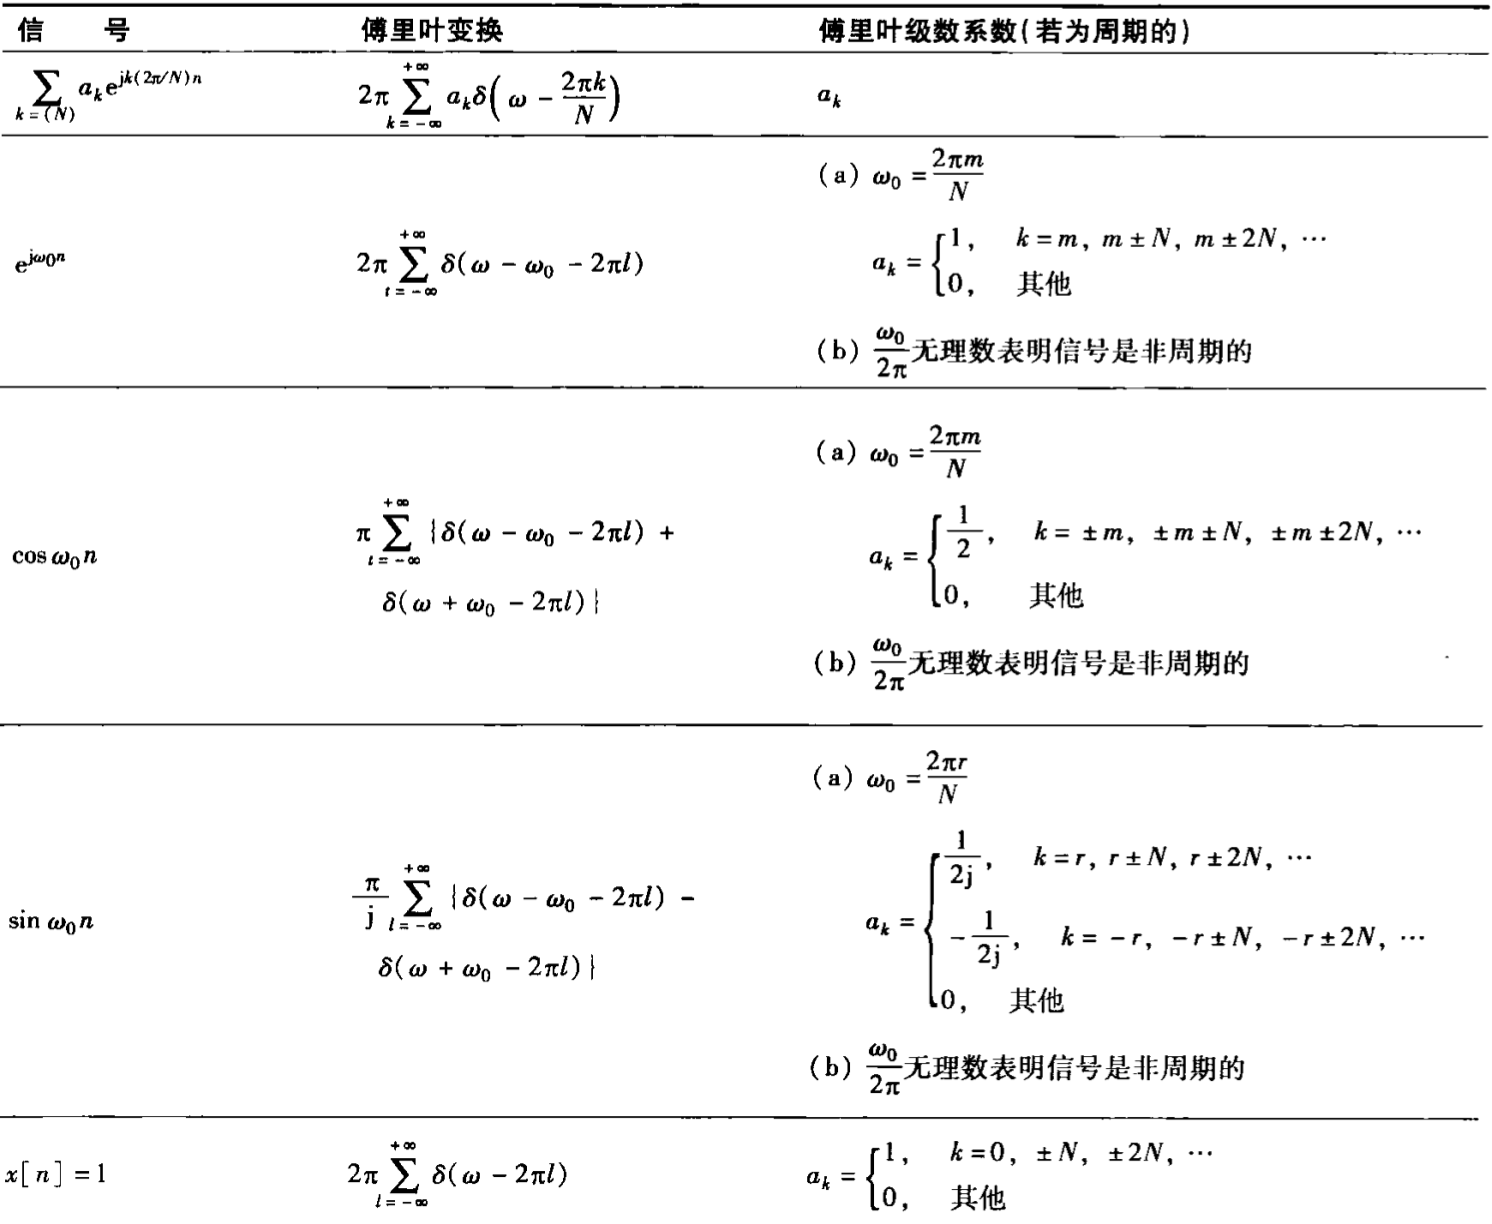 信 号 傅里叶变换 傅里叶级数系数(若为周期的)
$\sum_{k=(N)} a_k e^{jk(2\pi/N)n}$ $2\pi \sum_{k=-\infty}^{+\infty} a_k \delta\left(\omega - \frac{2\pi k}{N}\right)$ $a_k$
(a) $\omega_0 = \frac{2\pi m}{N}$
$e^{j\omega_0 n}$ $2\pi \sum_{l=-\infty}^{+\infty} \delta(\omega - \omega_0 - 2\pi l)$ $a_k = \begin{cases} 1, & k = m, m \pm N, m \pm 2N, \cdots \\ 0, & 其他 \end{cases}$
(b) $\frac{\omega_0}{2\pi}$无理数表明信号是非周期的
(a) $\omega_0 = \frac{2\pi m}{N}$
$\cos \omega_0 n$ $\pi \sum_{l=-\infty}^{+\infty} \{\delta(\omega - \omega_0 - 2\pi l) +$
$\delta(\omega + \omega_0 - 2\pi l)\}$ $a_k = \begin{cases} \frac{1}{2}, & k = \pm m, \pm m \pm N, \pm m \pm 2N, \cdots \\ 0, & 其他 \end{cases}$
(b) $\frac{\omega_0}{2\pi}$无理数表明信号是非周期的
(a) $\omega_0 = \frac{2\pi r}{N}$
$\sin \omega_0 n$ $\frac{\pi}{j} \sum_{l=-\infty}^{+\infty} \{\delta(\omega - \omega_0 - 2\pi l) -$
$\delta(\omega + \omega_0 - 2\pi l)\}$ $a_k = \begin{cases} \frac{1}{2j}, & k = r, r \pm N, r \pm 2N, \cdots \\ -\frac{1}{2j}, & k = -r, -r \pm N, -r \pm 2N, \cdots \\ 0, & 其他 \end{cases}$
(b) $\frac{\omega_0}{2\pi}$无理数表明信号是非周期的
$x[n] = 1$ $2\pi \sum_{l=-\infty}^{+\infty} \delta(\omega - 2\pi l)$ $a_k = \begin{cases} 1, & k = 0, \pm N, \pm 2N, \cdots \\ 0, & 其他 \end{cases}$